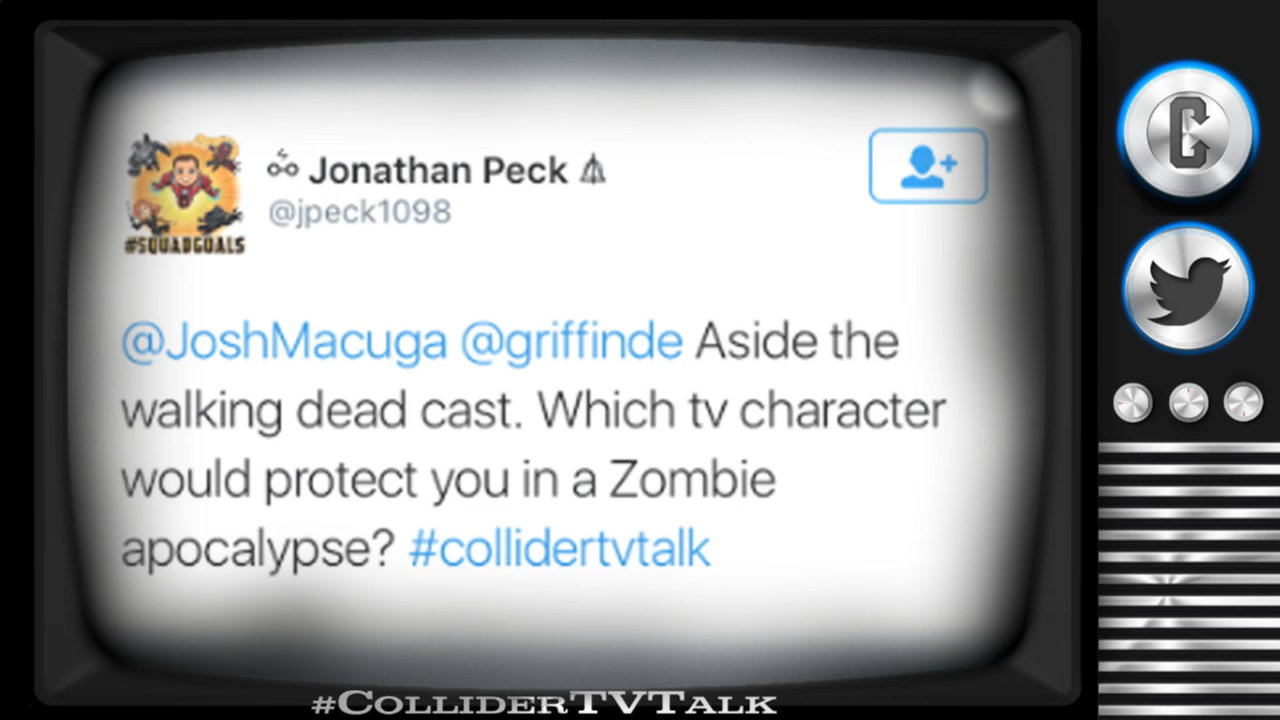 Jonathan Peck
@jpeck1098
#SQUADGOALS
@JoshMacuga @griffinde Aside the
walking dead cast. Which tv character
would protect you in a Zombie
apocalypse? #collidertvtalk
#COLLIDERTVTALK